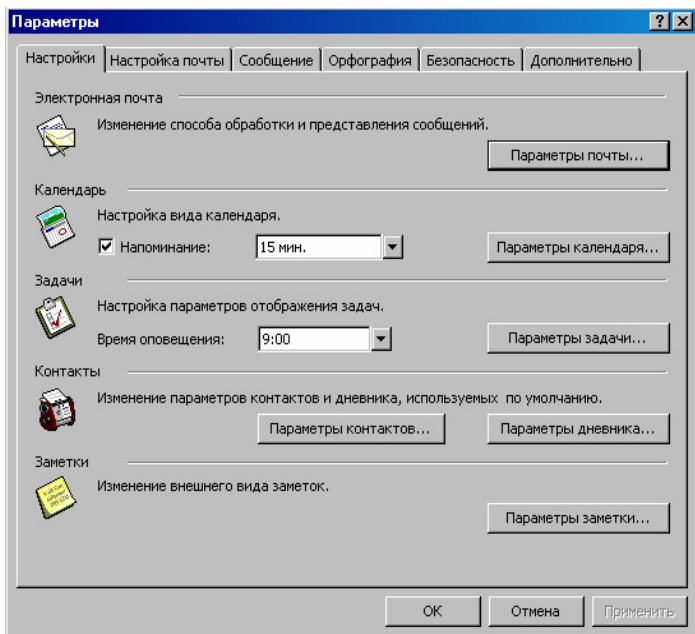 Параметры
Настройки Настройка почты Сообщение Орфография Безопасность Дополнительно
Электронная почта
Изменение способа обработки и представления сообщений.
Параметры почты...
Календарь
Настройка вида календаря.
Напоминание: 15 мин. Параметры календаря...
Задачи
Настройка параметров отображения задач.
Время оповещения: 9:00 Параметры задачи...
Контакты
Изменение параметров контактов и дневника, используемых по умолчанию.
Параметры контактов... Параметры дневника...
Заметки
Изменение внешнего вида заметок.
Параметры заметки...
ОК Отмена Применить